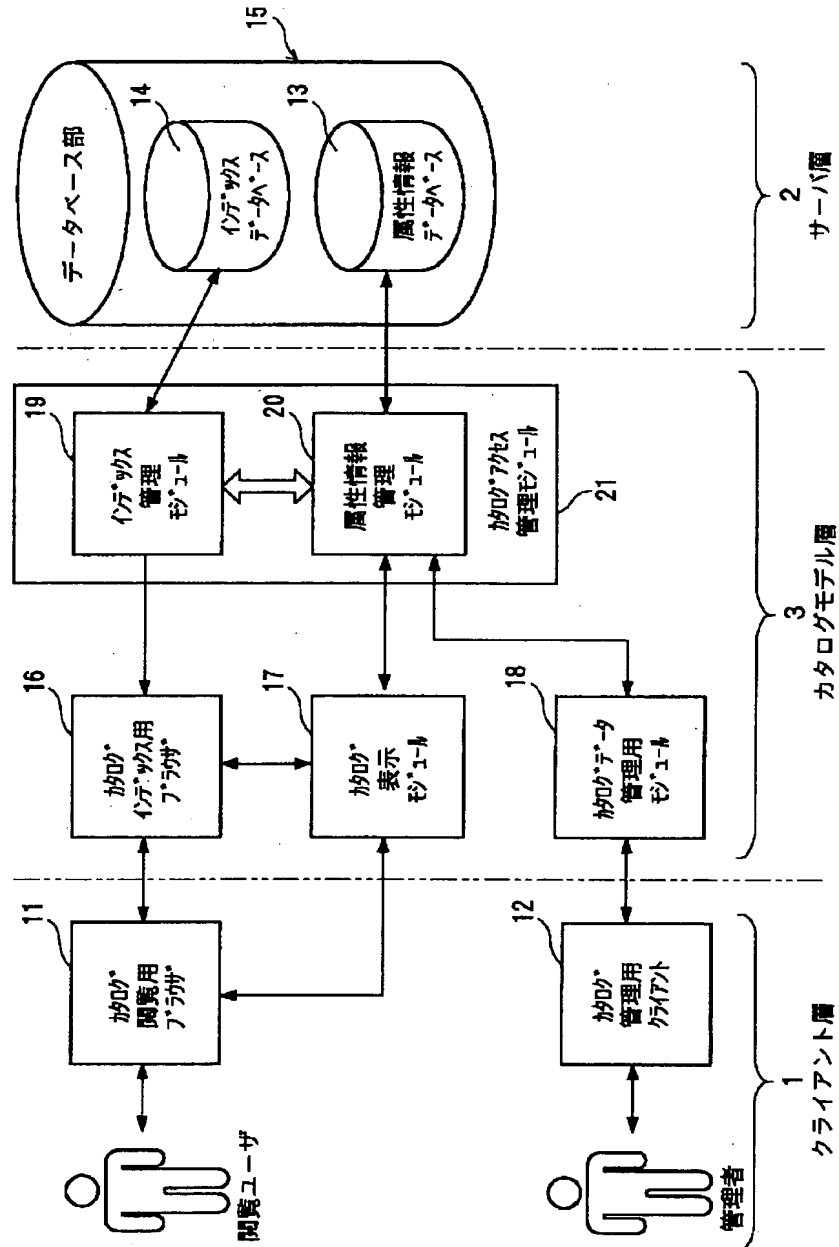 閲覧ユーザ
管理者
11
カタログ
閲覧用
ブラウザ
12
カタログ
管理用
クライアント
1
クライアント層
16
カタログ
インデックス用
ブラウザ
17
カタログ
表示
モジュール
18
カタログデータ
管理用
モジュール
19
インデックス
管理
モジュール
20
属性情報
管理
モジュール
カタログアクセス
管理モジュール
21
3
カタログモデル層
データベース部
15
14
インデックス
データベース
13
属性情報
データベース
2
サーバ層